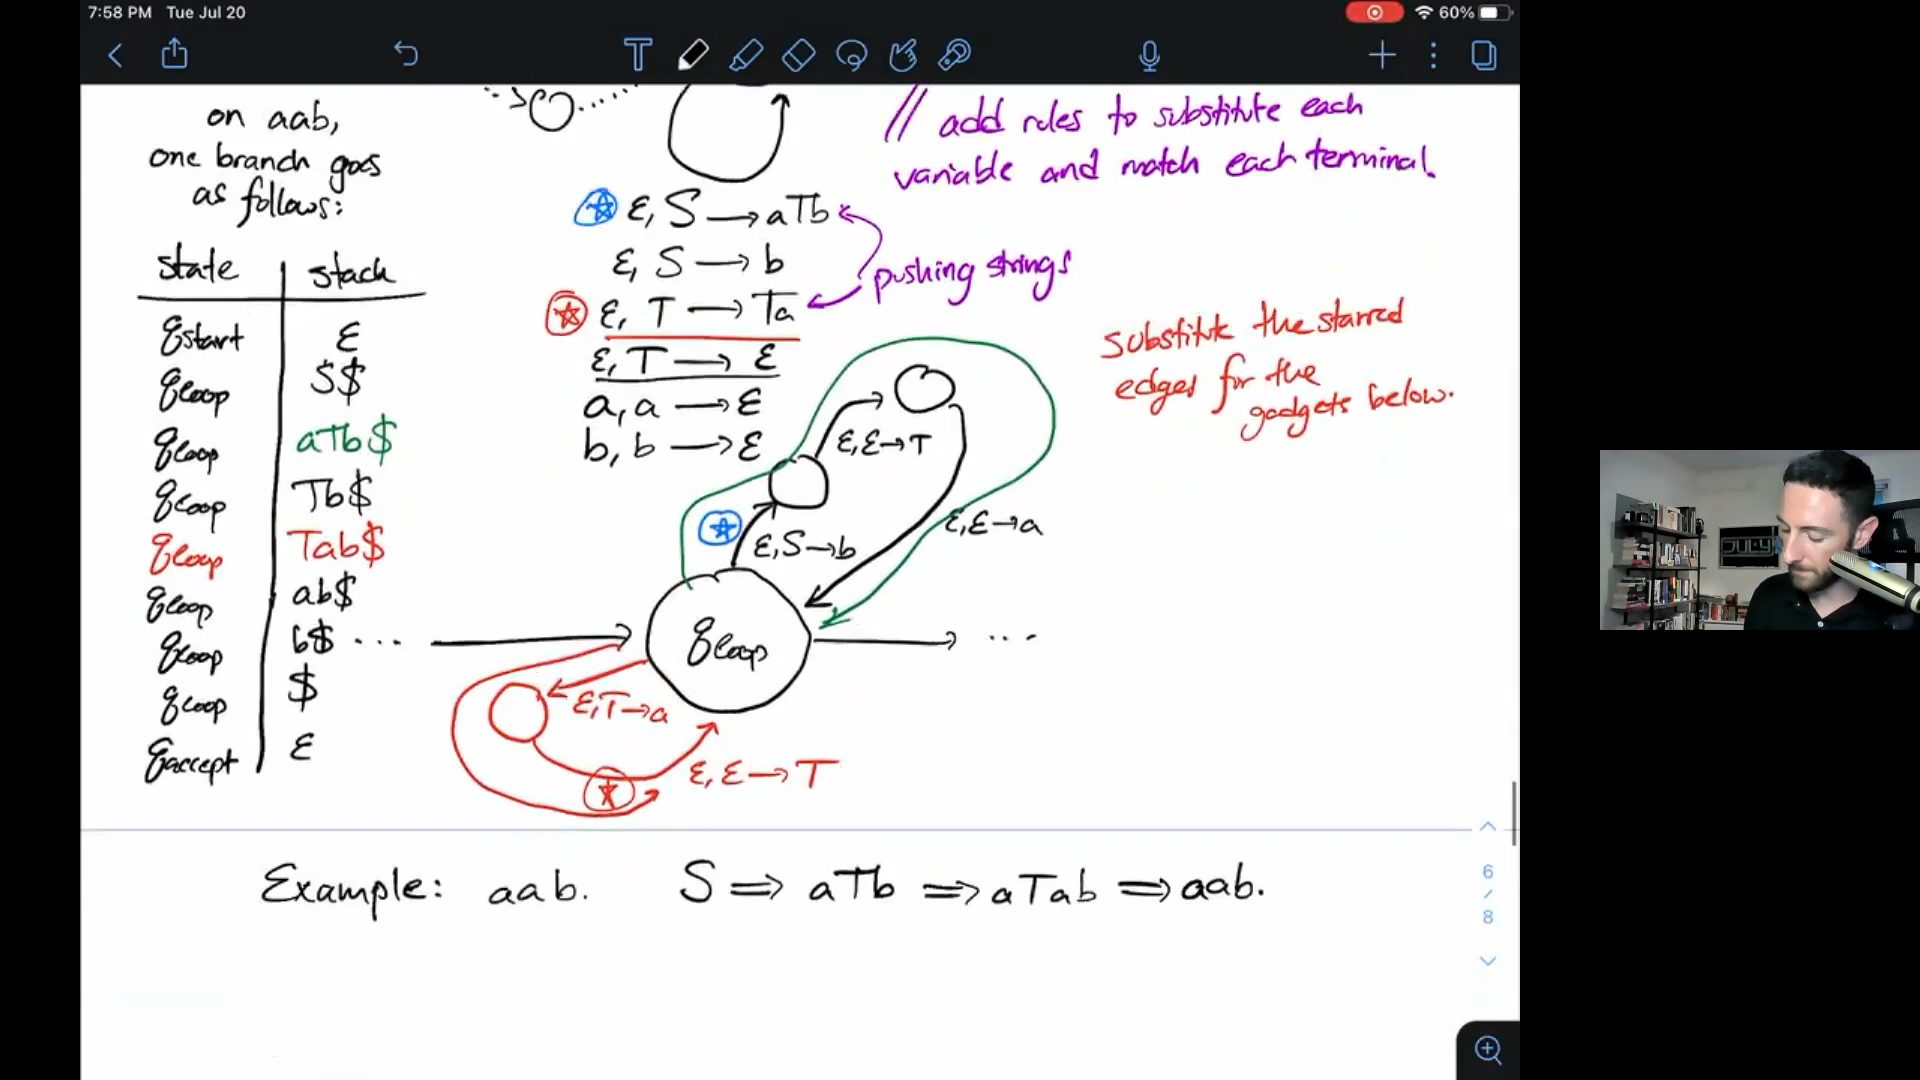 7:58 PM Tue Jul 20
60%
on aab,
one branch goes
as follows:
// add rules to substitute each
variable and match each terminal.
ε, S → aTb
ε, S → b
ε, T → Ta
ε, T → ε
a, a → ε
b, b → ε
pushing strings
substitute the starred
edges for the
gadgets below.
state stack
qstart ε
qloop S$
qloop aTb$
qloop Tb$
qloop Tab$
qloop ab$
qloop b$
qloop $
qaccept ε
ε,ε→T
ε,ε→a
ε,S→b
... qloop ...
ε,T→a
ε,ε→T
Example: aab. S ⟹ aTb ⟹ aTab ⟹ aab.
6
/
8